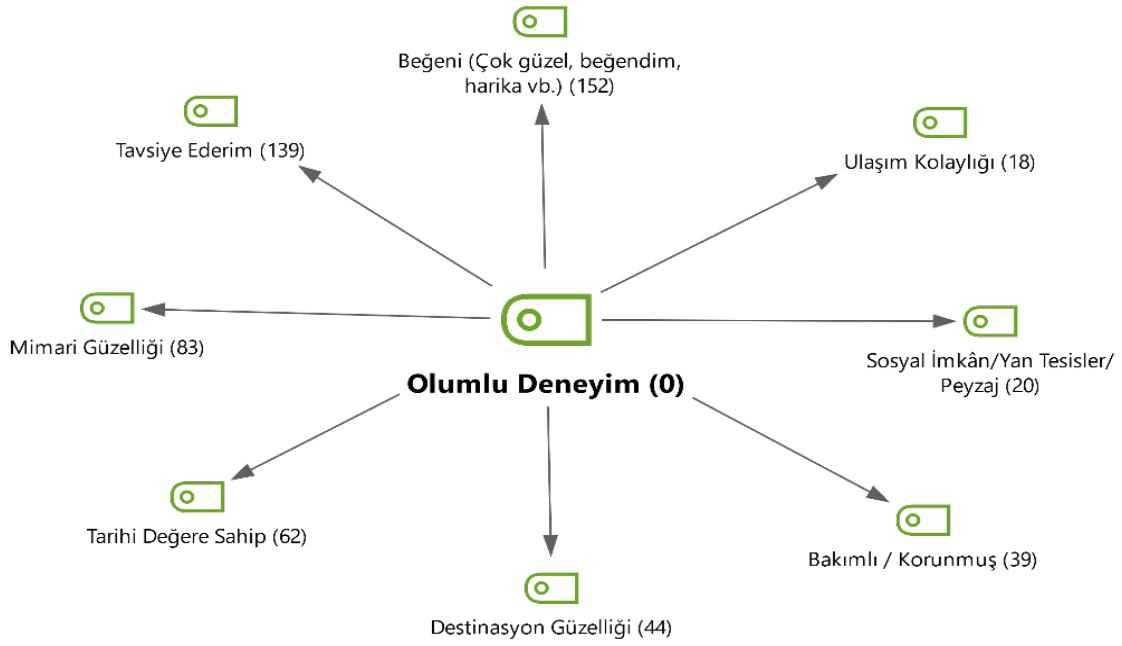 Beğeni (Çok güzel, beğendim,
harika vb.) (152)
Tavsiye Ederim (139)
Ulaşım Kolaylığı (18)
Mimari Güzelliği (83)
Sosyal İmkân/Yan Tesisler/
Peyzaj (20)
Olumlu Deneyim (0)
Tarihi Değere Sahip (62)
Bakımlı / Korunmuş (39)
Destinasyon Güzelliği (44)